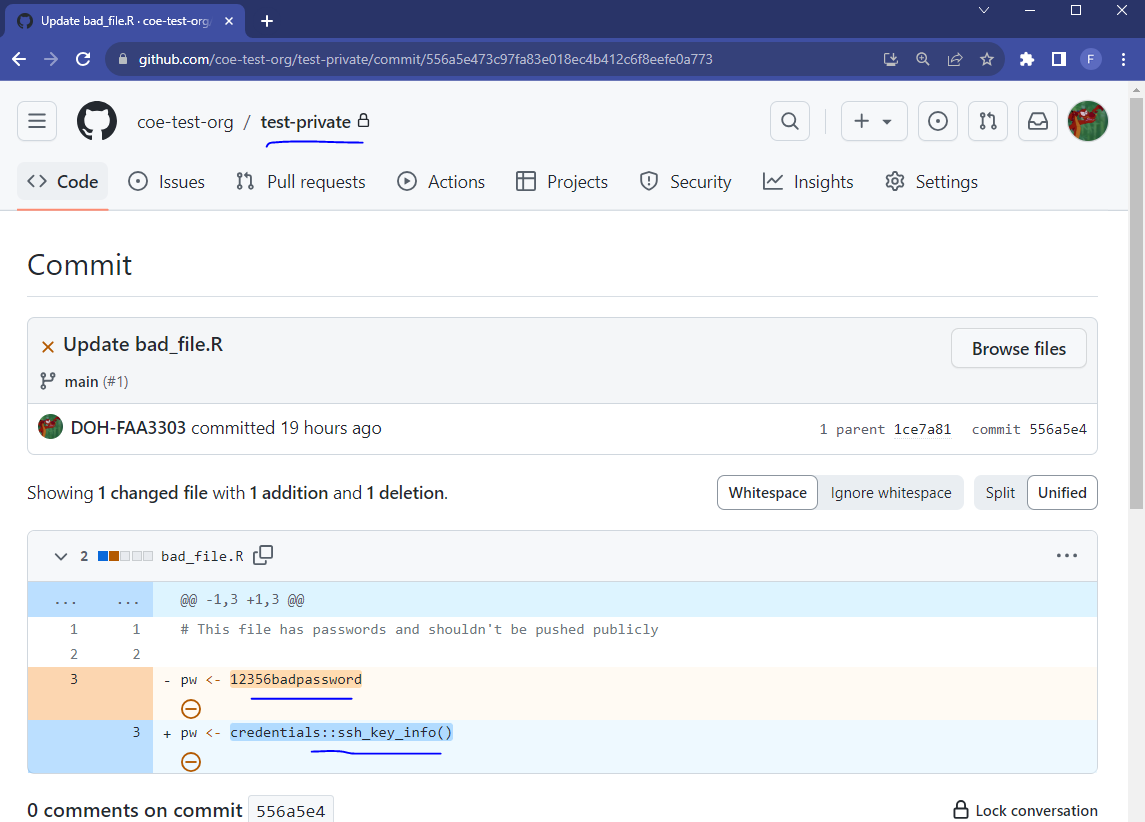 Update bad_file.R · coe-test-org/
github.com/coe-test-org/test-private/commit/556a5e473c97fa83e018ec4b412c6f8eefe0a773
F
coe-test-org / test-private
Code Issues Pull requests Actions Projects Security Insights Settings
Commit
Update bad_file.R
Browse files
main (#1)
DOH-FAA3303 committed 19 hours ago
1 parent 1ce7a81 commit 556a5e4
Showing 1 changed file with 1 addition and 1 deletion.
Whitespace Ignore whitespace Split Unified
2 bad_file.R
... ... @@ -1,3 +1,3 @@
1 1 # This file has passwords and shouldn't be pushed publicly
2 2
3 - pw <- 12356badpassword
3 + pw <- credentials::ssh_key_info()
0 comments on commit 556a5e4
Lock conversation